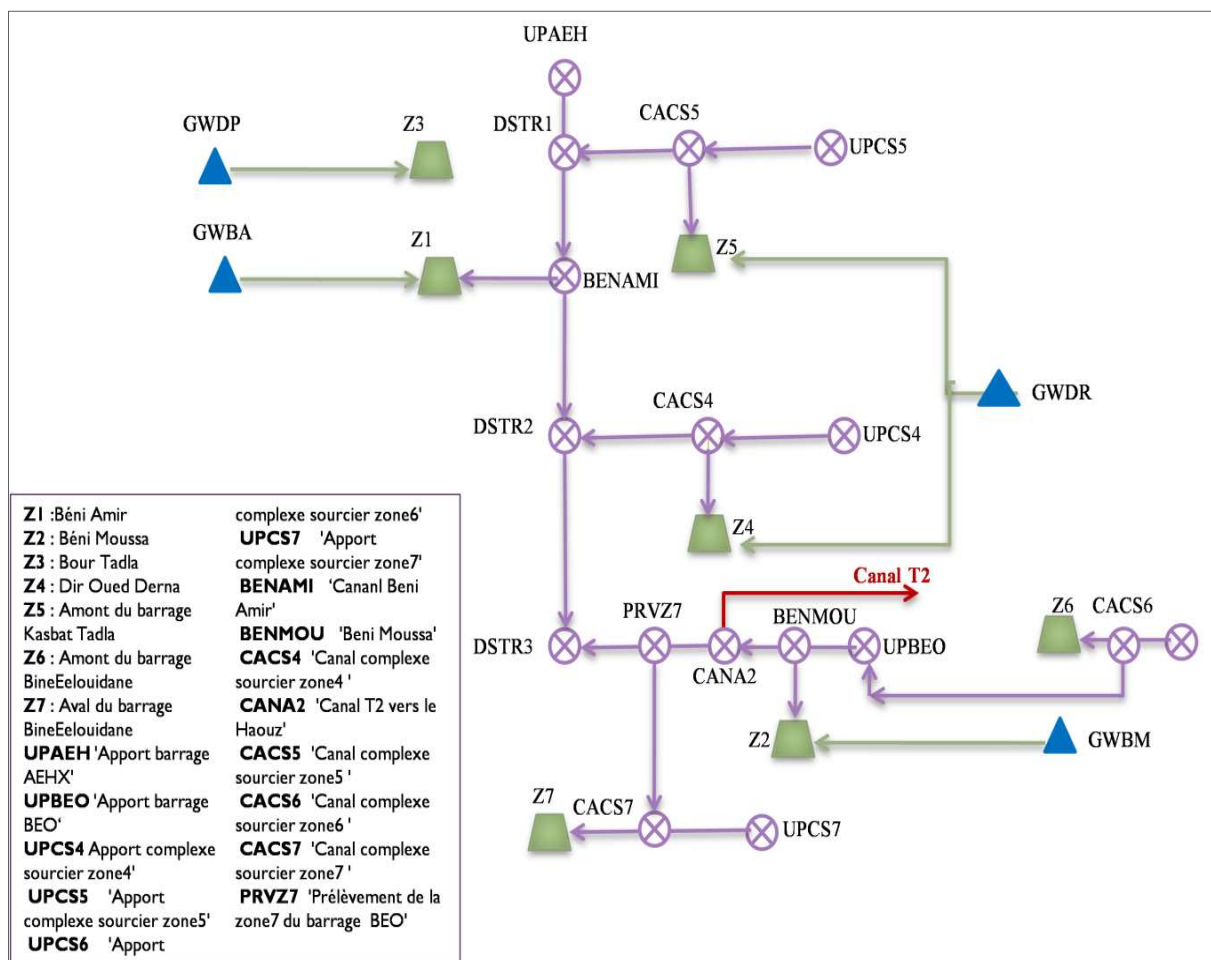 UPAEH
GWDP
Z3
DSTR1
CACS5
UPCS5
GWBA
Z1
Z5
BENAMI
GWDR
DSTR2
CACS4
UPCS4
Z4
Canal T2
PRVZ7
BENMOU
Z6
CACS6
DSTR3
CANA2
UPBEO
Z2
GWBM
Z7
CACS7
UPCS7
Z1 :Béni Amir
Z2 : Béni Moussa
Z3 : Bour Tadla
Z4 : Dir Oued Derna
Z5 : Amont du barrage
Kasbat Tadla
Z6 : Amont du barrage
BineEelouidane
Z7 : Aval du barrage
BineEelouidane
UPAEH 'Apport barrage
AEHX'
UPBEO 'Apport barrage
BEO'
UPCS4 Apport complexe
sourcier zone4'
UPCS5 'Apport
complexe sourcier zone5'
UPCS6 'Apport
complexe sourcier zone6'
UPCS7 'Apport
complexe sourcier zone7'
BENAMI 'Cananl Beni
Amir'
BENMOU 'Beni Moussa'
CACS4 'Canal complexe
sourcier zone4 '
CANA2 'Canal T2 vers le
Haouz'
CACS5 'Canal complexe
sourcier zone5 '
CACS6 'Canal complexe
sourcier zone6 '
CACS7 'Canal complexe
sourcier zone7 '
PRVZ7 'Prélèvement de la
zone7 du barrage BEO'